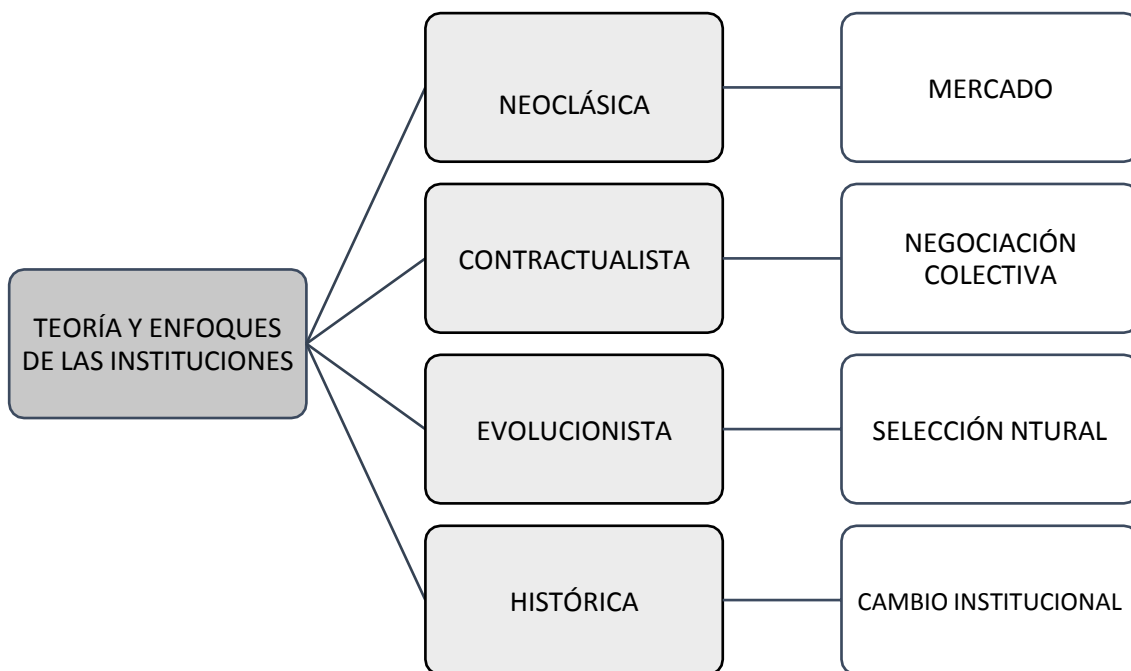 TEORÍA Y ENFOQUES
DE LAS INSTITUCIONES
NEOCLÁSICA
MERCADO
CONTRACTUALISTA
NEGOCIACIÓN
COLECTIVA
EVOLUCIONISTA
SELECCIÓN NTURAL
HISTÓRICA
CAMBIO INSTITUCIONAL